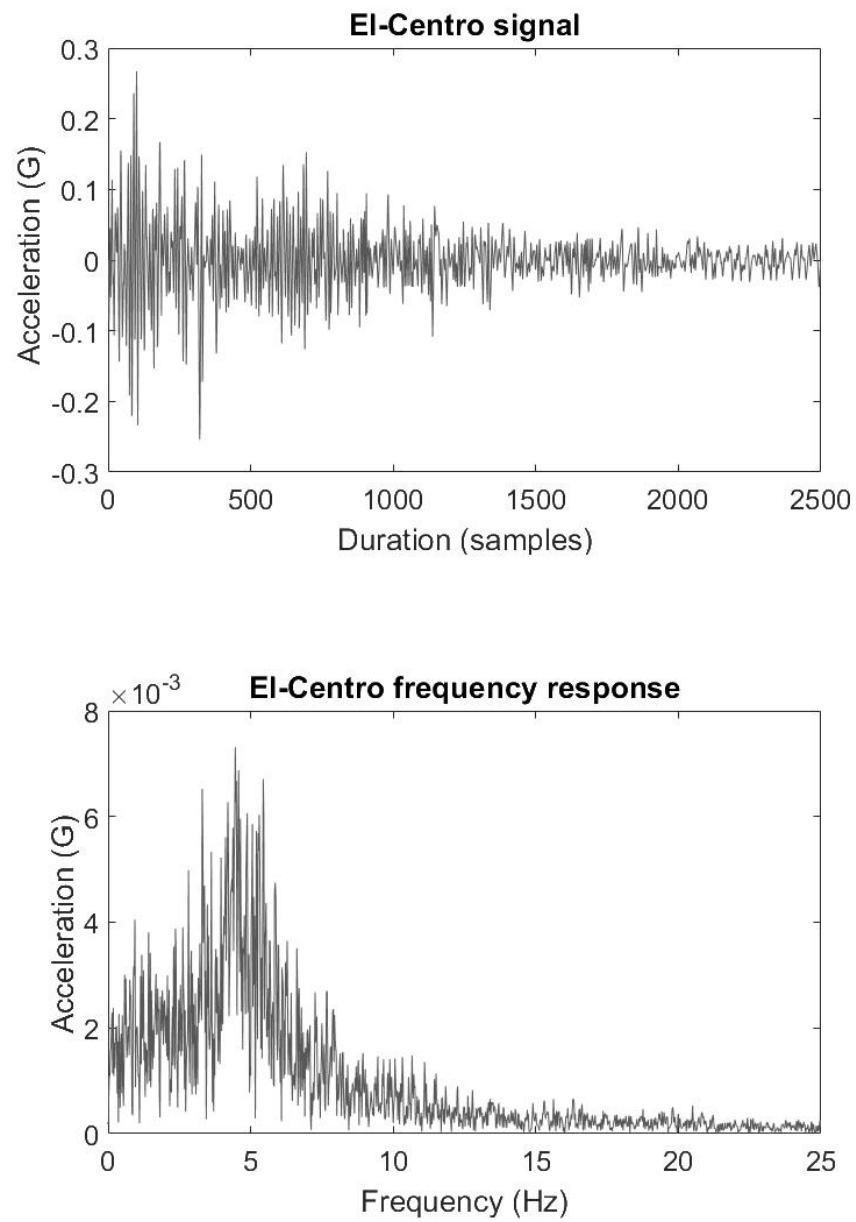 El-Centro signal
0.3
0.2
0.1
0
-0.1
-0.2
-0.3
Acceleration (G)
0 500 1000 1500 2000 2500
Duration (samples)
×10-3
El-Centro frequency response
8
6
4
2
0
Acceleration (G)
0 5 10 15 20 25
Frequency (Hz)